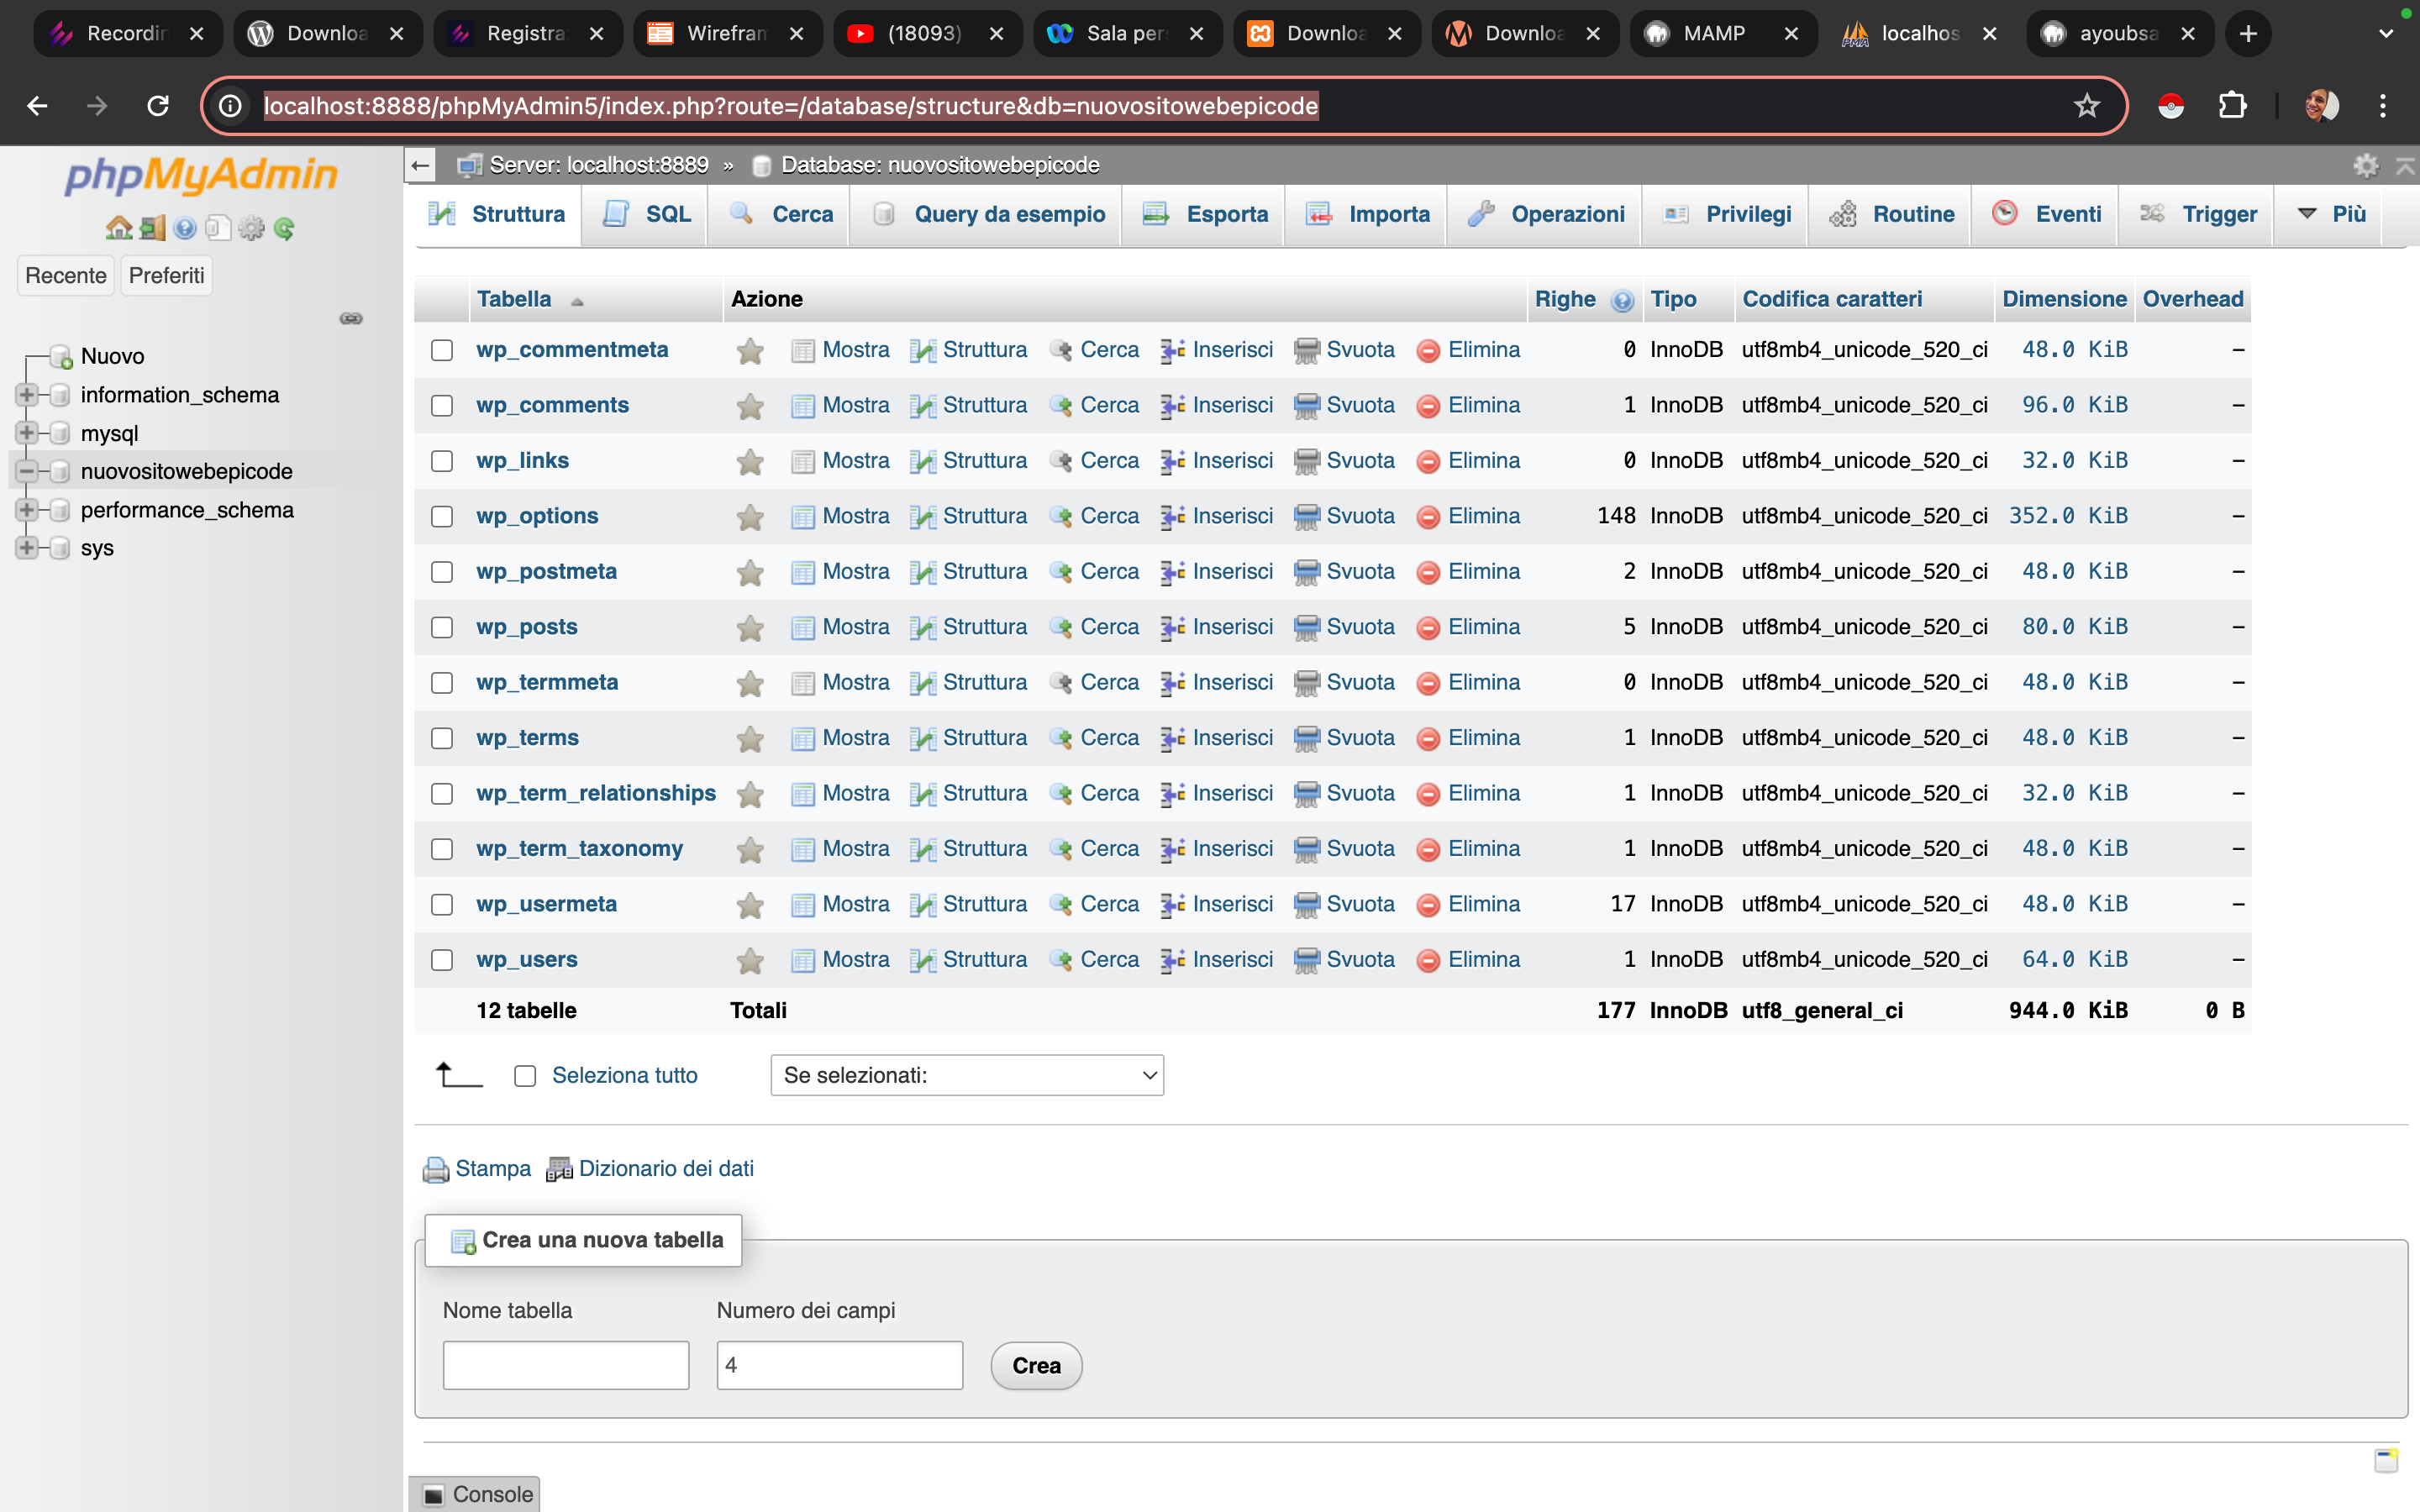 Recordin
Downloa
Registra
Wirefram
(18093)
Sala pers
Downloa
Downloa
MAMP
localhos
ayoubsa
localhost:8888/phpMyAdmin5/index.php?route=/database/structure&db=nuovositowebepicode
phpMyAdmin
Recente Preferiti
Nuovo
information_schema
mysql
nuovositowebepicode
performance_schema
sys
Server: localhost:8889 » Database: nuovositowebepicode
Struttura SQL Cerca Query da esempio Esporta Importa Operazioni Privilegi Routine Eventi Trigger Più
Tabella Azione Righe Tipo Codifica caratteri Dimensione Overhead
wp_commentmeta Mostra Struttura Cerca Inserisci Svuota Elimina 0 InnoDB utf8mb4_unicode_520_ci 48.0 KiB –
wp_comments Mostra Struttura Cerca Inserisci Svuota Elimina 1 InnoDB utf8mb4_unicode_520_ci 96.0 KiB –
wp_links Mostra Struttura Cerca Inserisci Svuota Elimina 0 InnoDB utf8mb4_unicode_520_ci 32.0 KiB –
wp_options Mostra Struttura Cerca Inserisci Svuota Elimina 148 InnoDB utf8mb4_unicode_520_ci 352.0 KiB –
wp_postmeta Mostra Struttura Cerca Inserisci Svuota Elimina 2 InnoDB utf8mb4_unicode_520_ci 48.0 KiB –
wp_posts Mostra Struttura Cerca Inserisci Svuota Elimina 5 InnoDB utf8mb4_unicode_520_ci 80.0 KiB –
wp_termmeta Mostra Struttura Cerca Inserisci Svuota Elimina 0 InnoDB utf8mb4_unicode_520_ci 48.0 KiB –
wp_terms Mostra Struttura Cerca Inserisci Svuota Elimina 1 InnoDB utf8mb4_unicode_520_ci 48.0 KiB –
wp_term_relationships Mostra Struttura Cerca Inserisci Svuota Elimina 1 InnoDB utf8mb4_unicode_520_ci 32.0 KiB –
wp_term_taxonomy Mostra Struttura Cerca Inserisci Svuota Elimina 1 InnoDB utf8mb4_unicode_520_ci 48.0 KiB –
wp_usermeta Mostra Struttura Cerca Inserisci Svuota Elimina 17 InnoDB utf8mb4_unicode_520_ci 48.0 KiB –
wp_users Mostra Struttura Cerca Inserisci Svuota Elimina 1 InnoDB utf8mb4_unicode_520_ci 64.0 KiB –
12 tabelle Totali 177 InnoDB utf8_general_ci 944.0 KiB 0 B
Seleziona tutto Se selezionati:
Stampa Dizionario dei dati
Crea una nuova tabella
Nome tabella Numero dei campi
4 Crea
Console